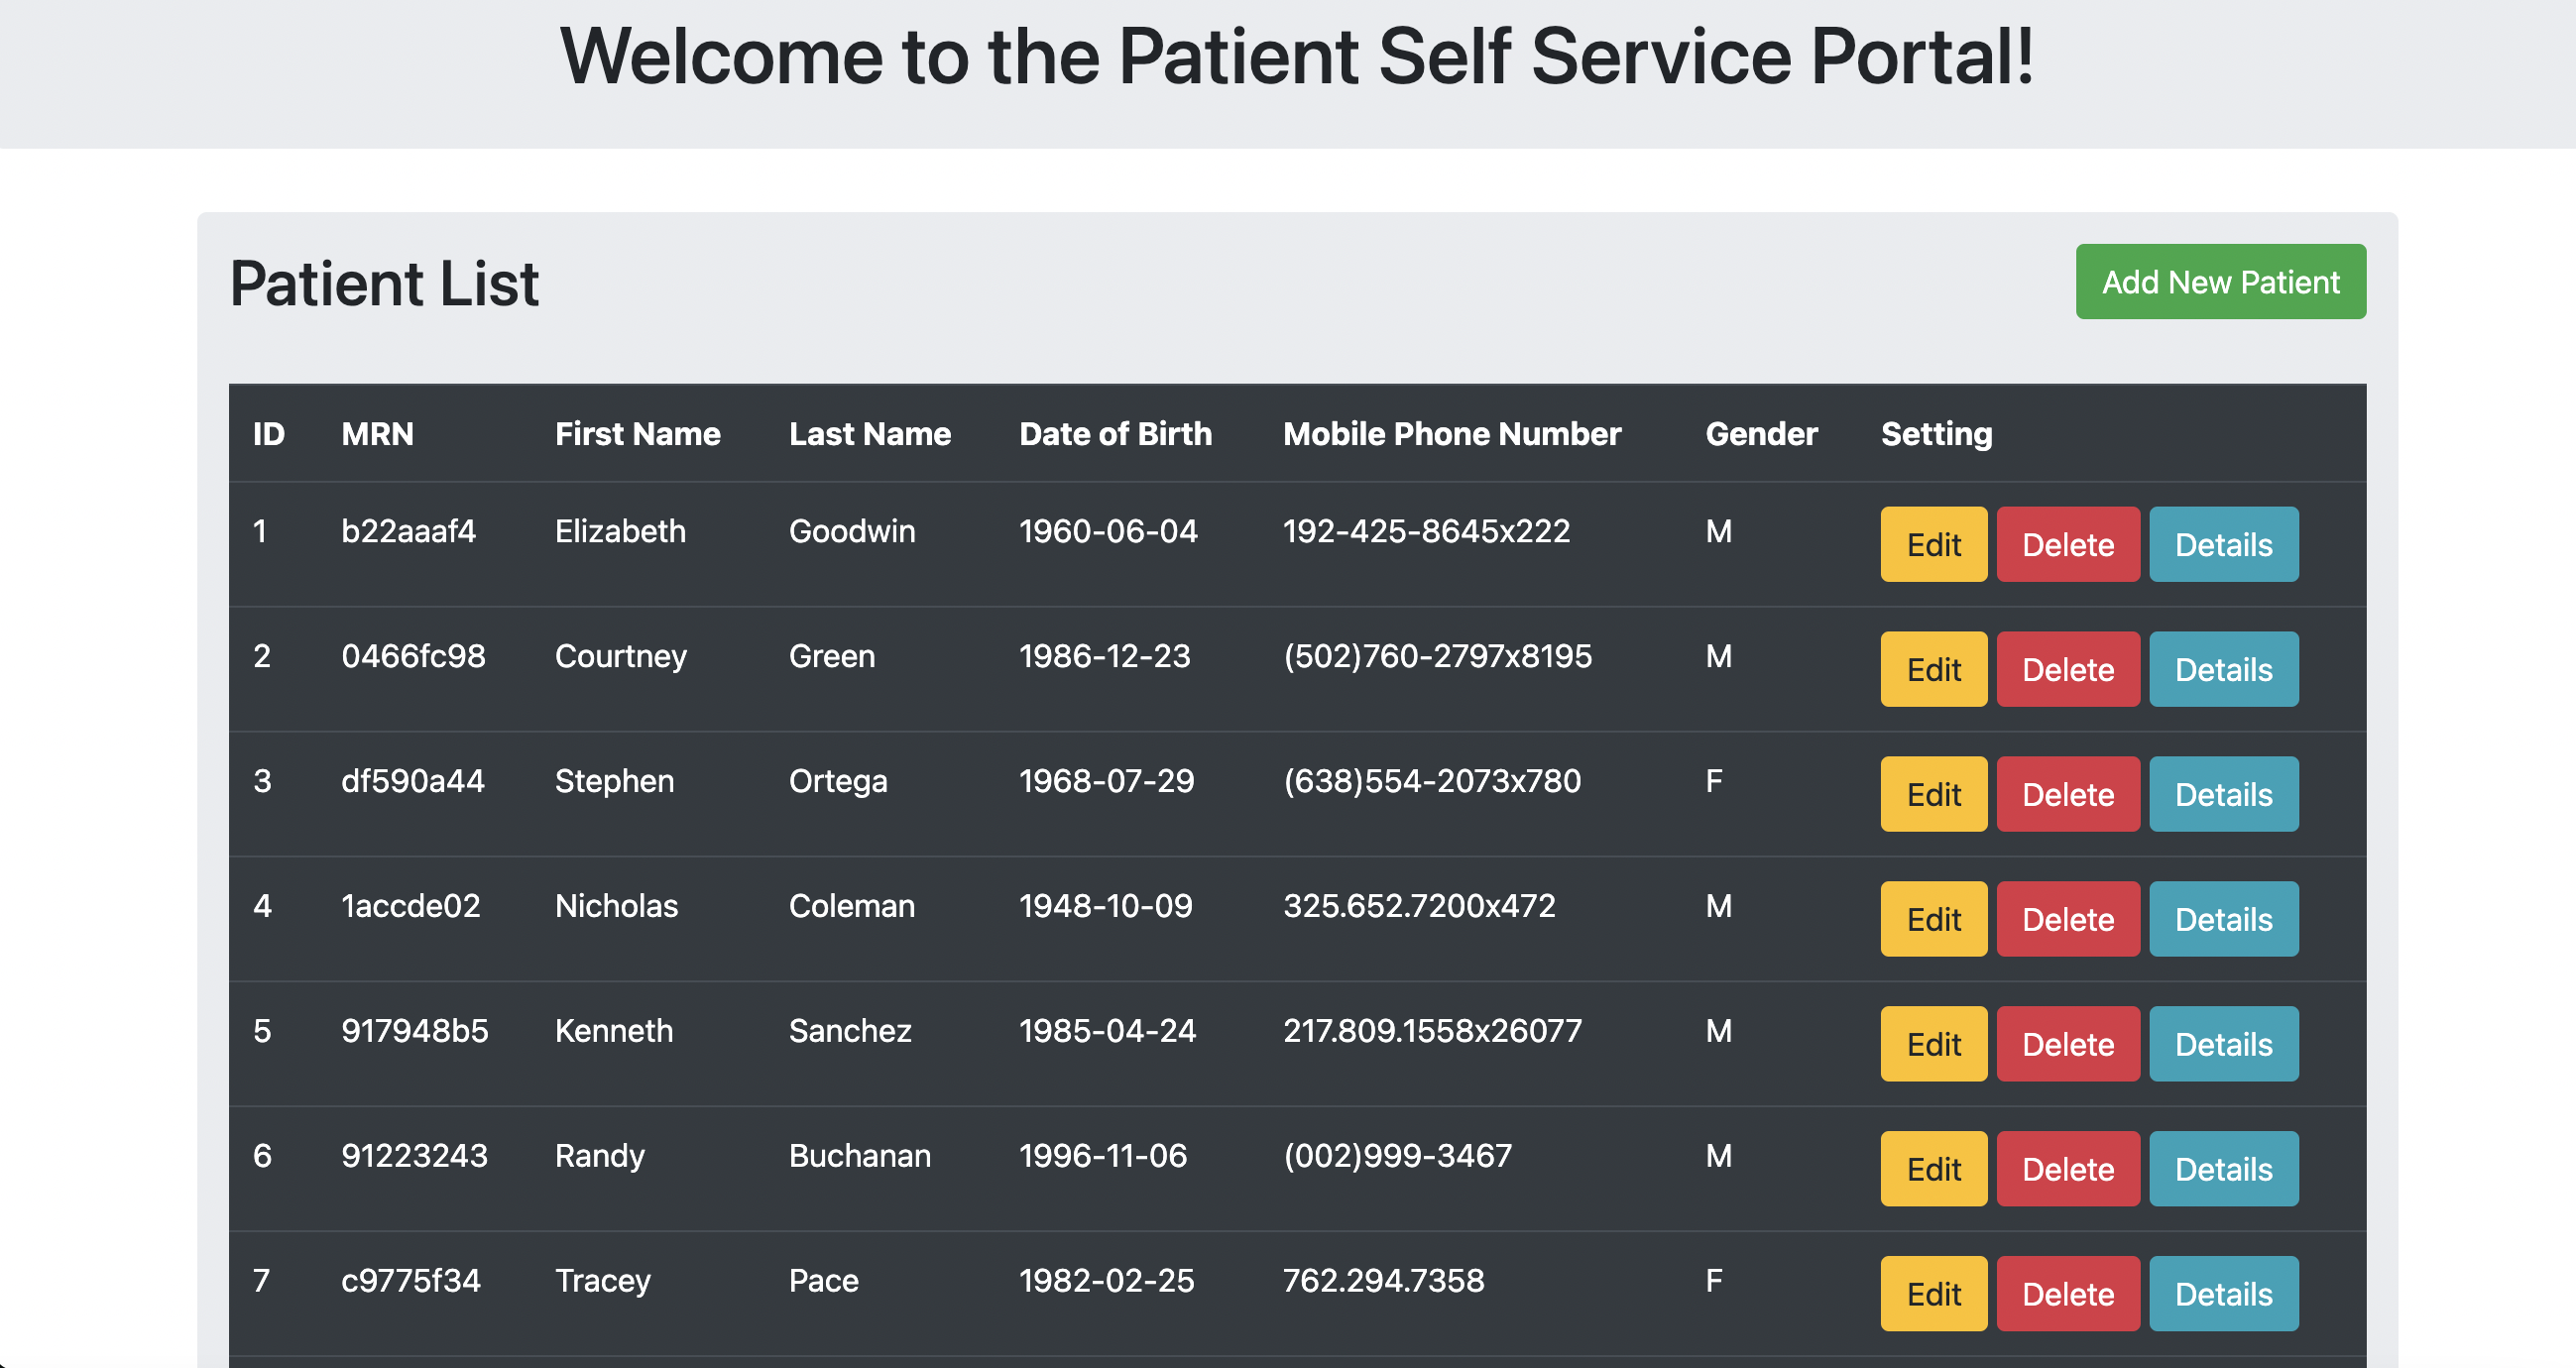 Welcome to the Patient Self Service Portal!
Patient List
Add New Patient
ID MRN First Name Last Name Date of Birth Mobile Phone Number Gender Setting
1 b22aaaf4 Elizabeth Goodwin 1960-06-04 192-425-8645x222 M Edit Delete Details
2 0466fc98 Courtney Green 1986-12-23 (502)760-2797x8195 M Edit Delete Details
3 df590a44 Stephen Ortega 1968-07-29 (638)554-2073x780 F Edit Delete Details
4 1accde02 Nicholas Coleman 1948-10-09 325.652.7200x472 M Edit Delete Details
5 917948b5 Kenneth Sanchez 1985-04-24 217.809.1558x26077 M Edit Delete Details
6 91223243 Randy Buchanan 1996-11-06 (002)999-3467 M Edit Delete Details
7 c9775f34 Tracey Pace 1982-02-25 762.294.7358 F Edit Delete Details